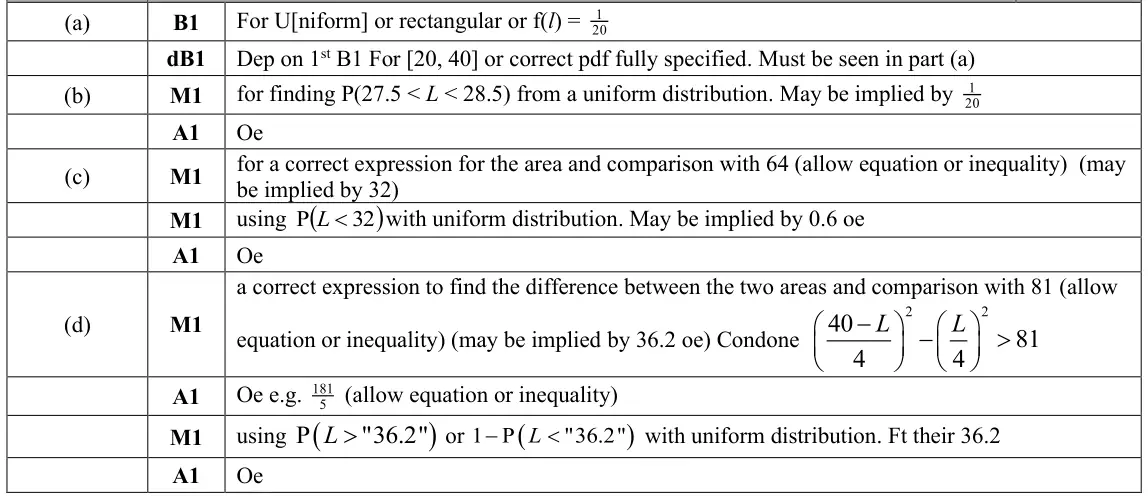 (a) B1 For U[niform] or rectangular or f(l) = 1/20
dB1 Dep on 1st B1 For [20, 40] or correct pdf fully specified. Must be seen in part (a)
(b) M1 for finding P(27.5 < L < 28.5) from a uniform distribution. May be implied by 1/20
A1 Oe
(c) M1 for a correct expression for the area and comparison with 64 (allow equation or inequality) (may
be implied by 32)
M1 using P(L < 32) with uniform distribution. May be implied by 0.6 oe
A1 Oe
a correct expression to find the difference between the two areas and comparison with 81 (allow
(d) M1 equation or inequality) (may be implied by 36.2 oe) Condone ((40 − L)/4)² − (L/4)² > 81
A1 Oe e.g. 181/5 (allow equation or inequality)
M1 using P(L > "36.2") or 1 − P(L < "36.2") with uniform distribution. Ft their 36.2
A1 Oe